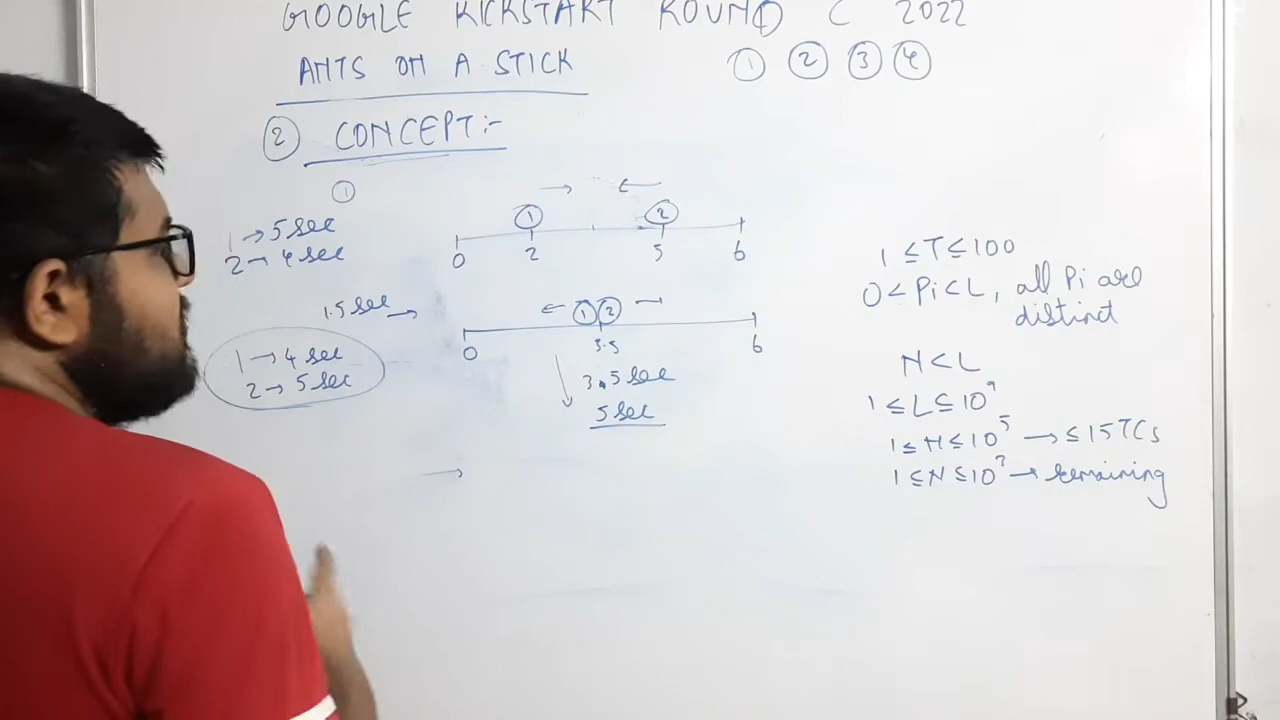 GOOGLE KICKSTART ROUND C 2022
ANTS ON A STICK
① ② ③ ④
② CONCEPT:-
①
1 → 5 sec
2 → 4 sec
→ ←
① ②
0 2 5 6
1.5 sec →
← ① ② →
0 3.5 6
1 → 4 sec
2 → 5 sec
3.5 sec
5 sec
→
1 ≤ T ≤ 100
0 < Pi < L, all Pi are
distinct
N < L
1 ≤ L ≤ 10⁹
1 ≤ N ≤ 10⁵ → ≤ 15 TCs
1 ≤ N ≤ 10³ → remaining